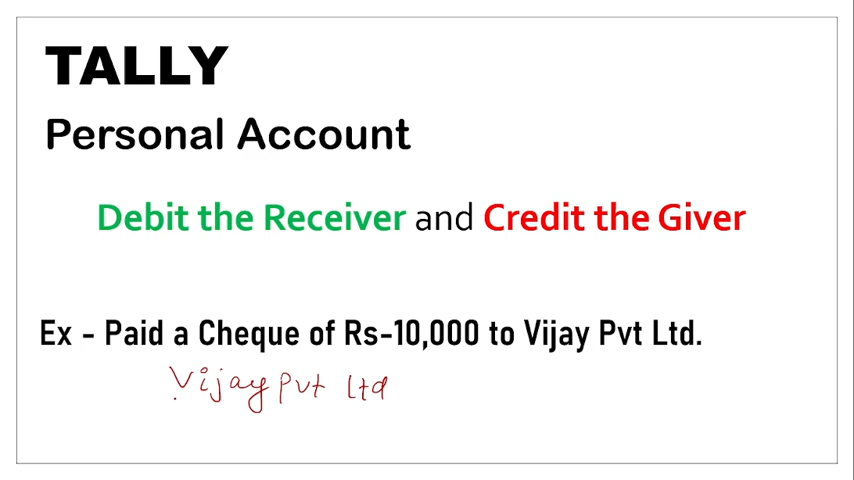 TALLY
Personal Account
Debit the Receiver and Credit the Giver
Ex - Paid a Cheque of Rs-10,000 to Vijay Pvt Ltd.
Vijay Pvt Ltd